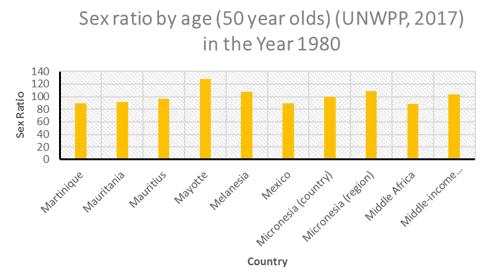 Sex ratio by age (50 year olds) (UNWPP, 2017)
in the Year 1980
140
120
100
80
60
40
20
0
Sex Ratio
Martinique
Mauritania
Mauritius
Mayotte
Melanesia
Mexico
Micronesia (country)
Micronesia (region)
Middle Africa
Middle-income...
Country